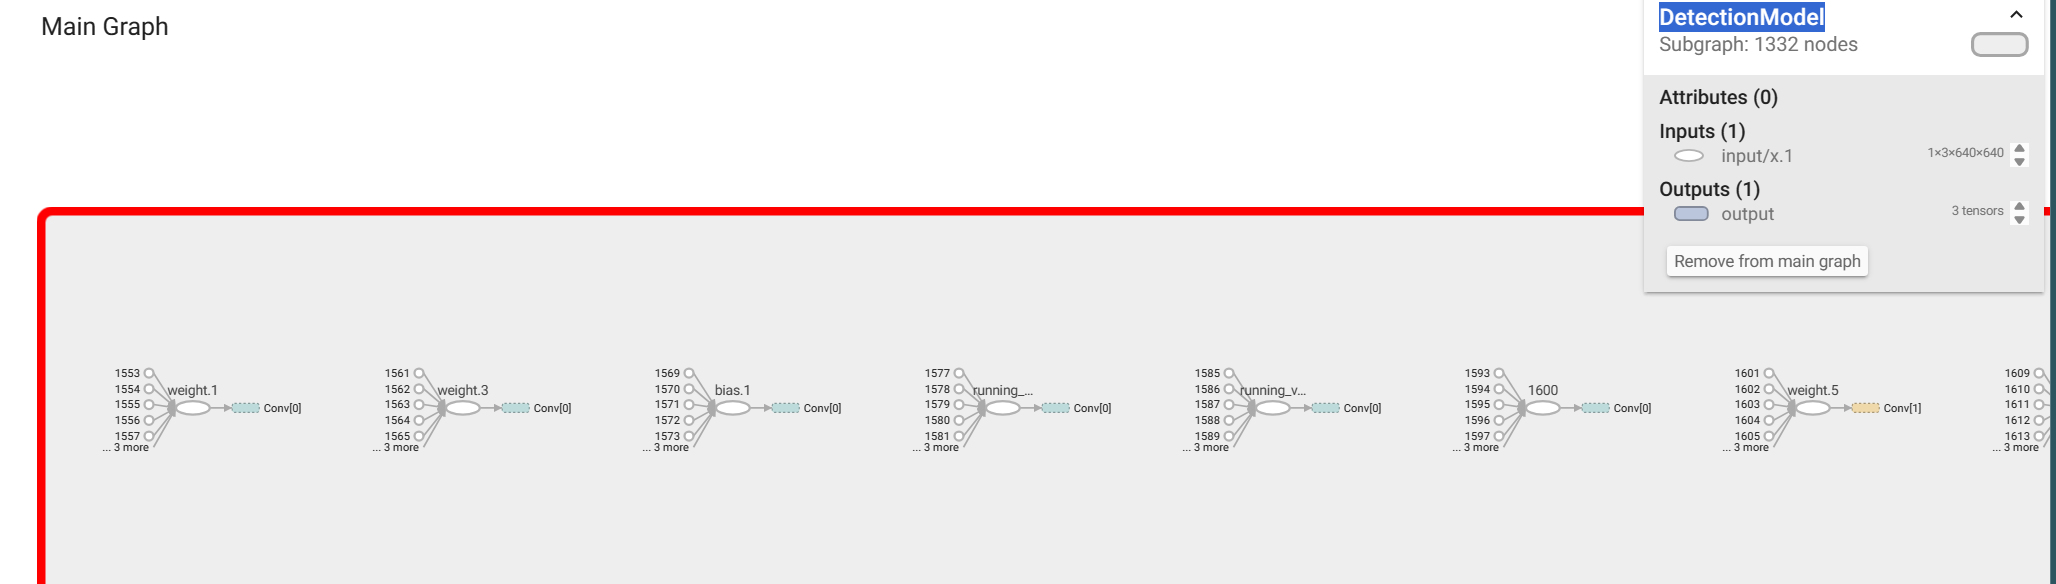 Main Graph
DetectionModel
Subgraph: 1332 nodes
Attributes (0)
Inputs (1)
input/x.1 1×3×640×640
Outputs (1)
output 3 tensors
Remove from main graph
1553
1554
1555
1556
1557
... 3 more
weight.1
Conv[0]
1561
1562
1563
1564
1565
... 3 more
weight.3
Conv[0]
1569
1570
1571
1572
1573
... 3 more
bias.1
Conv[0]
1577
1578
1579
1580
1581
... 3 more
running_...
Conv[0]
1585
1586
1587
1588
1589
... 3 more
running_v...
Conv[0]
1593
1594
1595
1596
1597
... 3 more
1600
Conv[0]
1601
1602
1603
1604
1605
... 3 more
weight.5
Conv[1]
1609
1610
1611
1612
1613
... 3 more